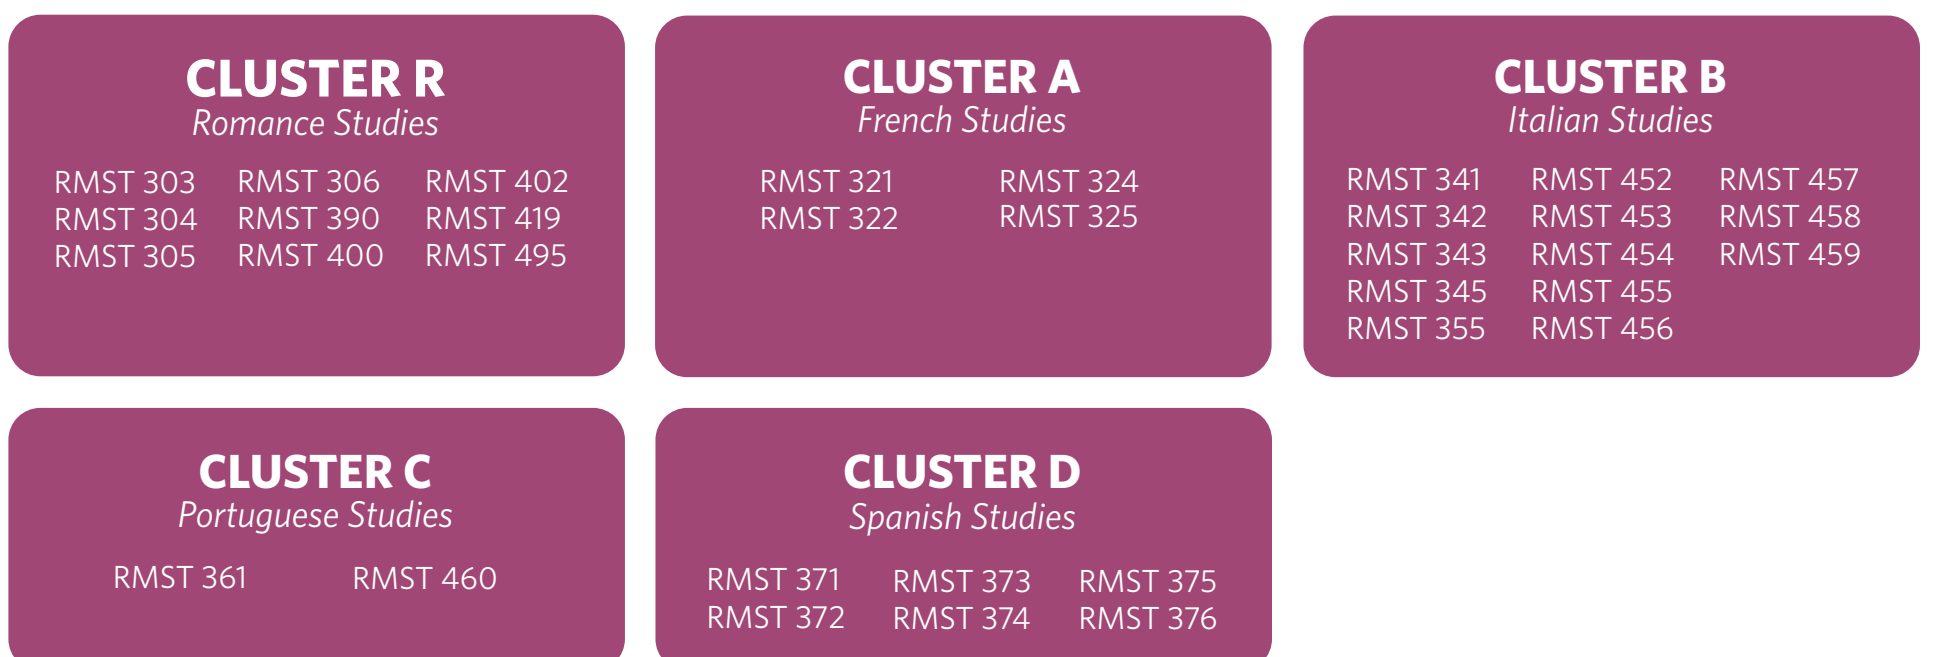 CLUSTER R
Romance Studies
RMST 303 RMST 306 RMST 402
RMST 304 RMST 390 RMST 419
RMST 305 RMST 400 RMST 495
CLUSTER A
French Studies
RMST 321 RMST 324
RMST 322 RMST 325
CLUSTER B
Italian Studies
RMST 341 RMST 452 RMST 457
RMST 342 RMST 453 RMST 458
RMST 343 RMST 454 RMST 459
RMST 345 RMST 455
RMST 355 RMST 456
CLUSTER C
Portuguese Studies
RMST 361 RMST 460
CLUSTER D
Spanish Studies
RMST 371 RMST 373 RMST 375
RMST 372 RMST 374 RMST 376